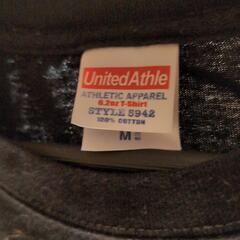 UnitedAthle
ATHLETIC APPAREL
6.2oz T-Shirt
STYLE 5942
100% COTTON
M